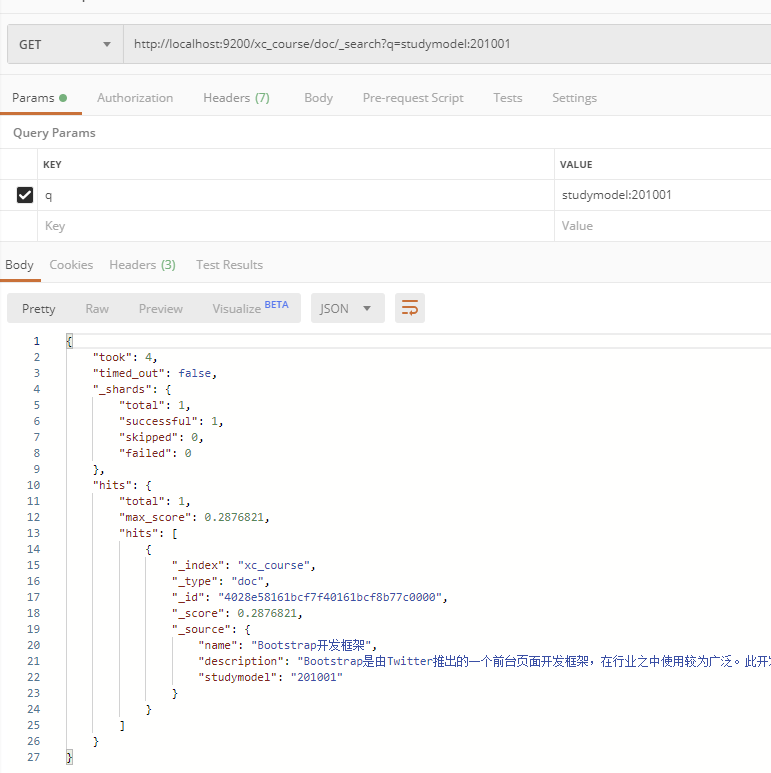 GET http://localhost:9200/xc_course/doc/_search?q=studymodel:201001
Params Authorization Headers (7) Body Pre-request Script Tests Settings
Query Params
KEY VALUE
q studymodel:201001
Key Value
Body Cookies Headers (3) Test Results
Pretty Raw Preview Visualize BETA JSON
1 {
2 "took": 4,
3 "timed_out": false,
4 "_shards": {
5 "total": 1,
6 "successful": 1,
7 "skipped": 0,
8 "failed": 0
9 },
10 "hits": {
11 "total": 1,
12 "max_score": 0.2876821,
13 "hits": [
14 {
15 "_index": "xc_course",
16 "_type": "doc",
17 "_id": "4028e58161bcf7f40161bcf8b77c0000",
18 "_score": 0.2876821,
19 "_source": {
20 "name": "Bootstrap开发框架",
21 "description": "Bootstrap是由Twitter推出的一个前台页面开发框架，在行业之中使用较为广泛。此开
22 "studymodel": "201001"
23 }
24 }
25 ]
26 }
27 }